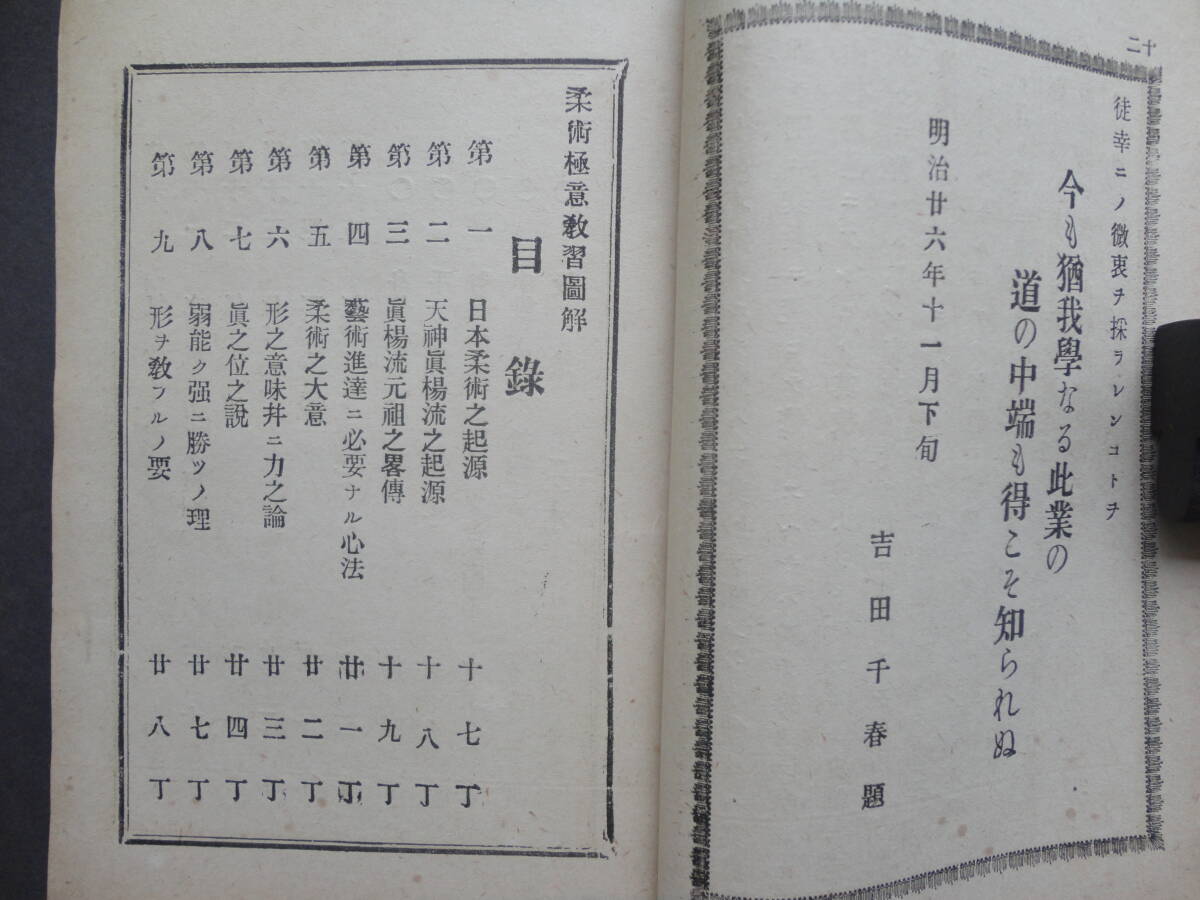 二十
徒幸ニノ微衷ヲ採ラレンコトヲ
今も猶我學なる此業の
道の中端も得こそ知られぬ
明治廿六年十一月下旬
吉田千春題
柔術極意敎習圖解
目錄
第一 日本柔術之起源 十七丁
第二 天神眞楊流之起源 十八丁
第三 眞楊流元祖之畧傳 十九丁
第四 藝術進達ニ必要ナル心法 廿一丁
第五 柔術之大意 廿二丁
第六 形之意味幷ニ力之論 廿三丁
第七 眞之位之說 廿四丁
第八 弱能ク强ニ勝ツノ理 廿七丁
第九 形ヲ敎フルノ要 廿八丁